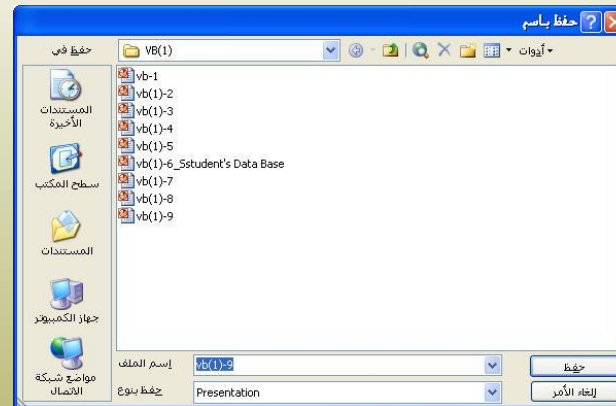 حفظ باسم
حفظ في
VB(1)
أدوات
vb-1
vb(1)-2
vb(1)-3
vb(1)-4
vb(1)-5
vb(1)-6_Sstudent's Data Base
vb(1)-7
vb(1)-8
vb(1)-9
المستندات
الأخيرة
سطح المكتب
المستندات
جهاز الكمبيوتر
مواضع شبكة
الاتصال
إسم الملف
vb(1)-9
حفظ
حفظ بنوع
Presentation
إلغاء الأمر